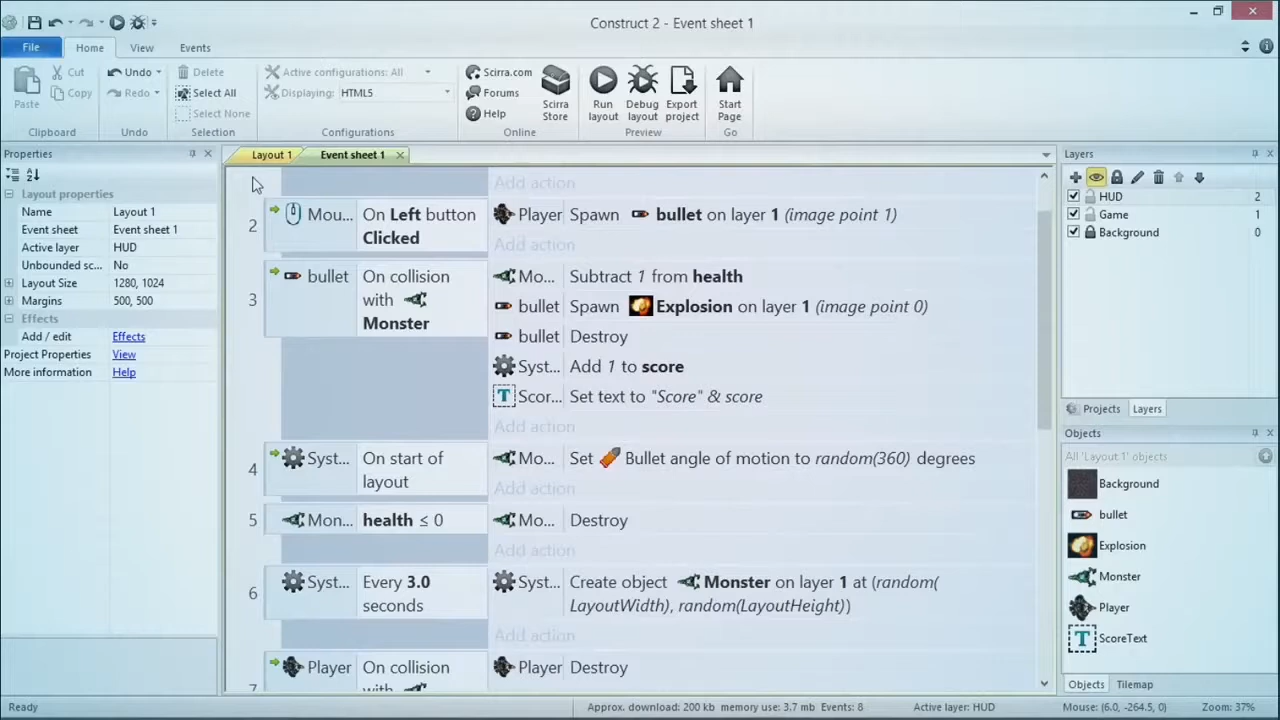 Construct 2 - Event sheet 1
File Home View Events
Paste Cut Copy
Clipboard
Undo
Redo
Undo
Delete
Select All
Select None
Selection
Active configurations: All
Displaying: HTML5
Configurations
Scirra.com
Forums
Help
Scirra Store
Online
Run layout
Debug layout
Export project
Preview
Start Page
Go
Properties
Layout properties
Name Layout 1
Event sheet Event sheet 1
Active layer HUD
Unbounded sc... No
Layout Size 1280, 1024
Margins 500, 500
Effects
Add / edit Effects
Project Properties View
More information Help
Layout 1 Event sheet 1
Add action
2 Mou... On Left button Clicked
Player Spawn bullet on layer 1 (image point 1)
Add action
3 bullet On collision with Monster
Mo... Subtract 1 from health
bullet Spawn Explosion on layer 1 (image point 0)
bullet Destroy
Syst... Add 1 to score
T Scor... Set text to "Score" & score
Add action
4 Syst... On start of layout
Mo... Set Bullet angle of motion to random(360) degrees
Add action
5 Mon... health ≤ 0
Mo... Destroy
Add action
6 Syst... Every 3.0 seconds
Syst... Create object Monster on layer 1 at (random(
LayoutWidth), random(LayoutHeight))
Add action
7 Player On collision with
Player Destroy
Layers
HUD 2
Game 1
Background 0
Projects Layers
Objects
All 'Layout 1' objects
Background
bullet
Explosion
Monster
Player
T ScoreText
Objects Tilemap
Ready Approx. download: 200 kb memory use: 3.7 mb Events: 8 Active layer: HUD Mouse: (6.0, -264.5, 0) Zoom: 37%